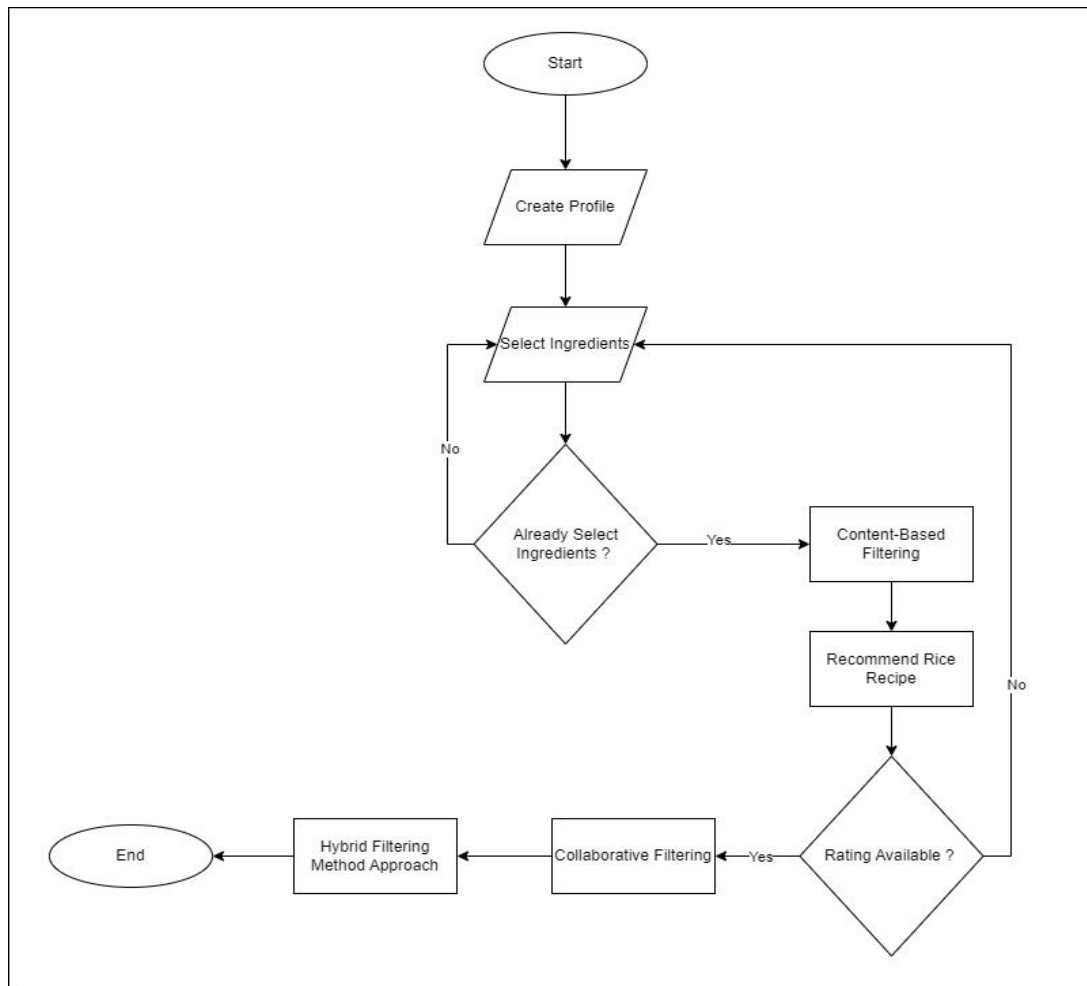 Start
Create Profile
Select Ingredients
No
Already Select
Ingredients ?
Yes
Content-Based
Filtering
Recommend Rice
Recipe
No
Rating Available ?
Yes
Collaborative Filtering
Hybrid Filtering
Method Approach
End